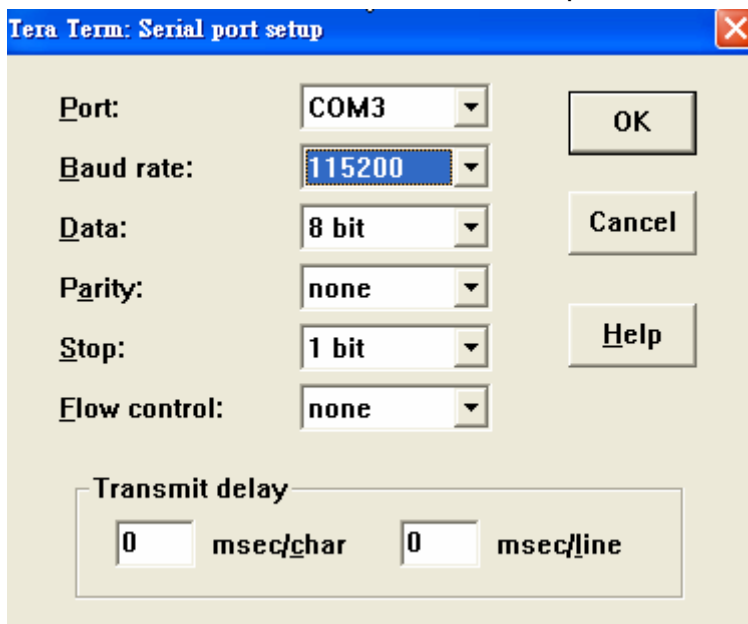 Tera Term: Serial port setup
Port: COM3 OK
Baud rate: 115200
Data: 8 bit Cancel
Parity: none
Stop: 1 bit Help
Flow control: none
Transmit delay
0 msec/char 0 msec/line